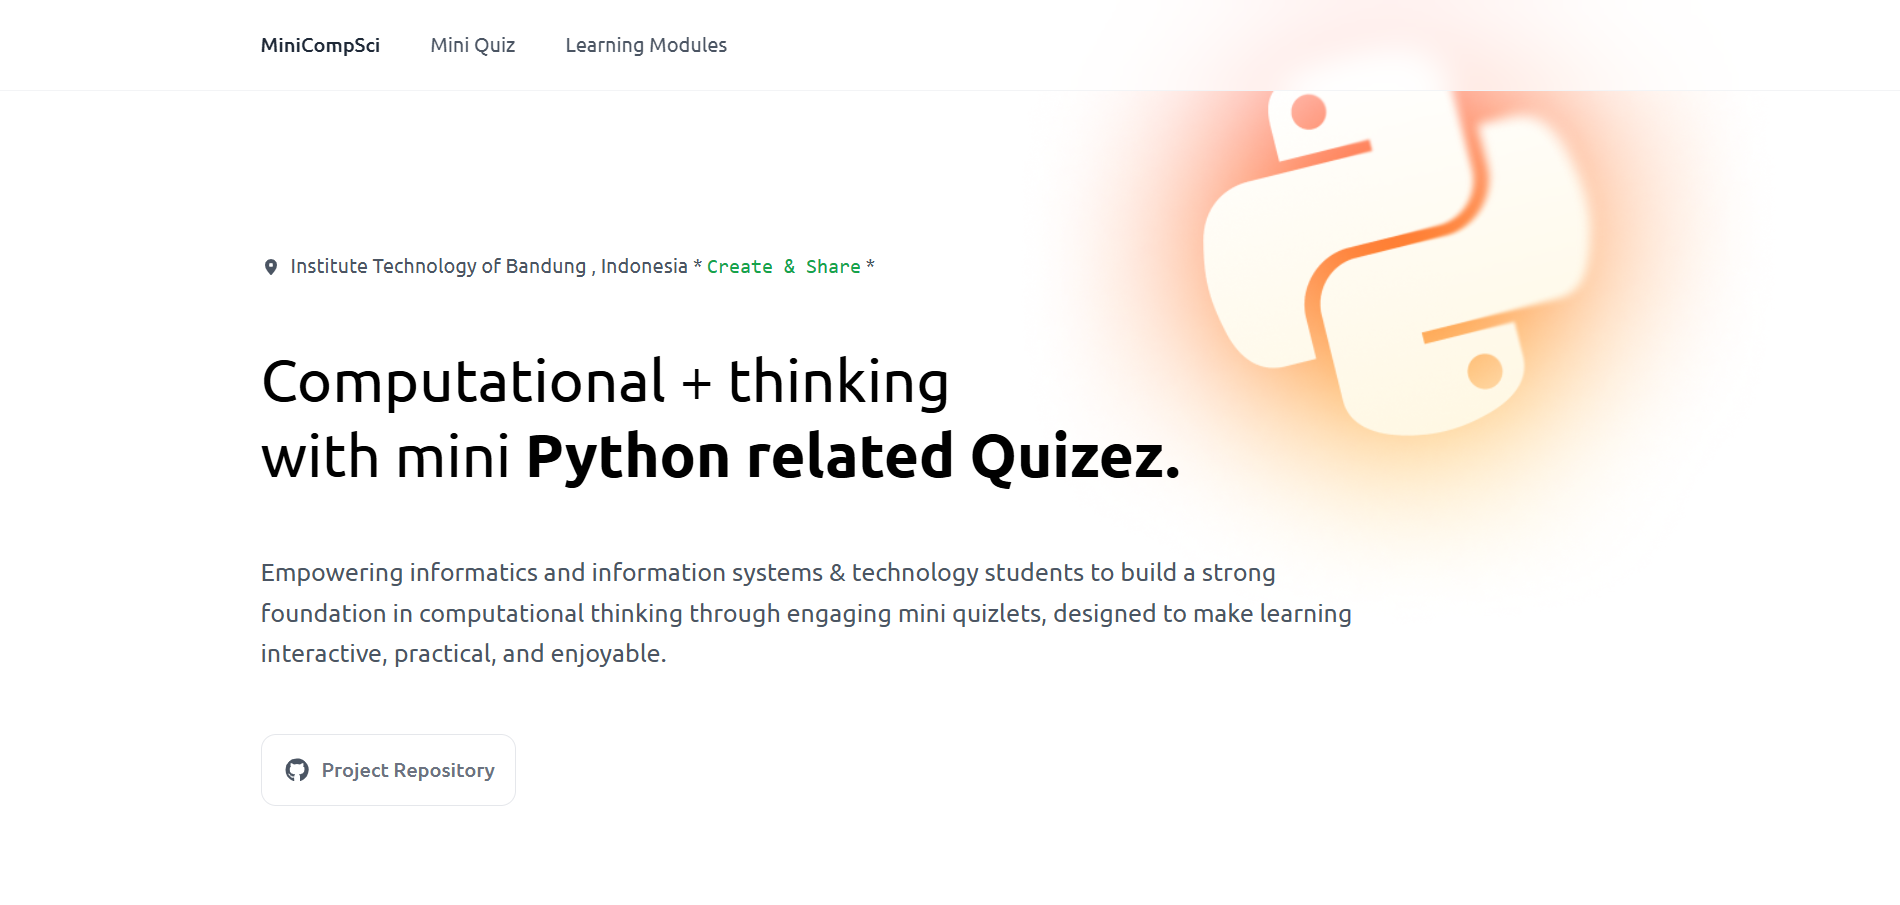 MiniCompSci Mini Quiz Learning Modules
Institute Technology of Bandung , Indonesia * Create & Share *
Computational + thinking
with mini Python related Quizez.
Empowering informatics and information systems & technology students to build a strong
foundation in computational thinking through engaging mini quizlets, designed to make learning
interactive, practical, and enjoyable.
Project Repository